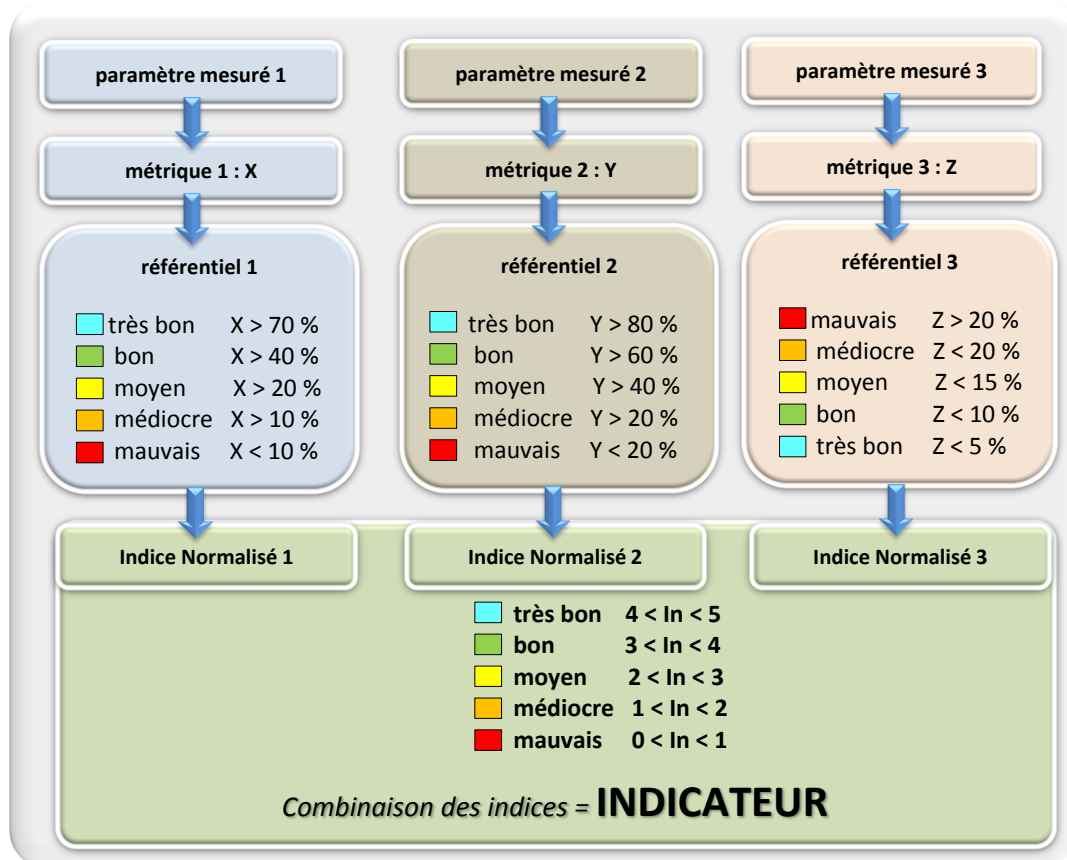 paramètre mesuré 1
métrique 1 : X
référentiel 1
très bon X > 70 %
bon X > 40 %
moyen X > 20 %
médiocre X > 10 %
mauvais X < 10 %
Indice Normalisé 1
paramètre mesuré 2
métrique 2 : Y
référentiel 2
très bon Y > 80 %
bon Y > 60 %
moyen Y > 40 %
médiocre Y > 20 %
mauvais Y < 20 %
Indice Normalisé 2
paramètre mesuré 3
métrique 3 : Z
référentiel 3
mauvais Z > 20 %
médiocre Z < 20 %
moyen Z < 15 %
bon Z < 10 %
très bon Z < 5 %
Indice Normalisé 3
très bon 4 < In < 5
bon 3 < In < 4
moyen 2 < In < 3
médiocre 1 < In < 2
mauvais 0 < In < 1
Combinaison des indices = INDICATEUR